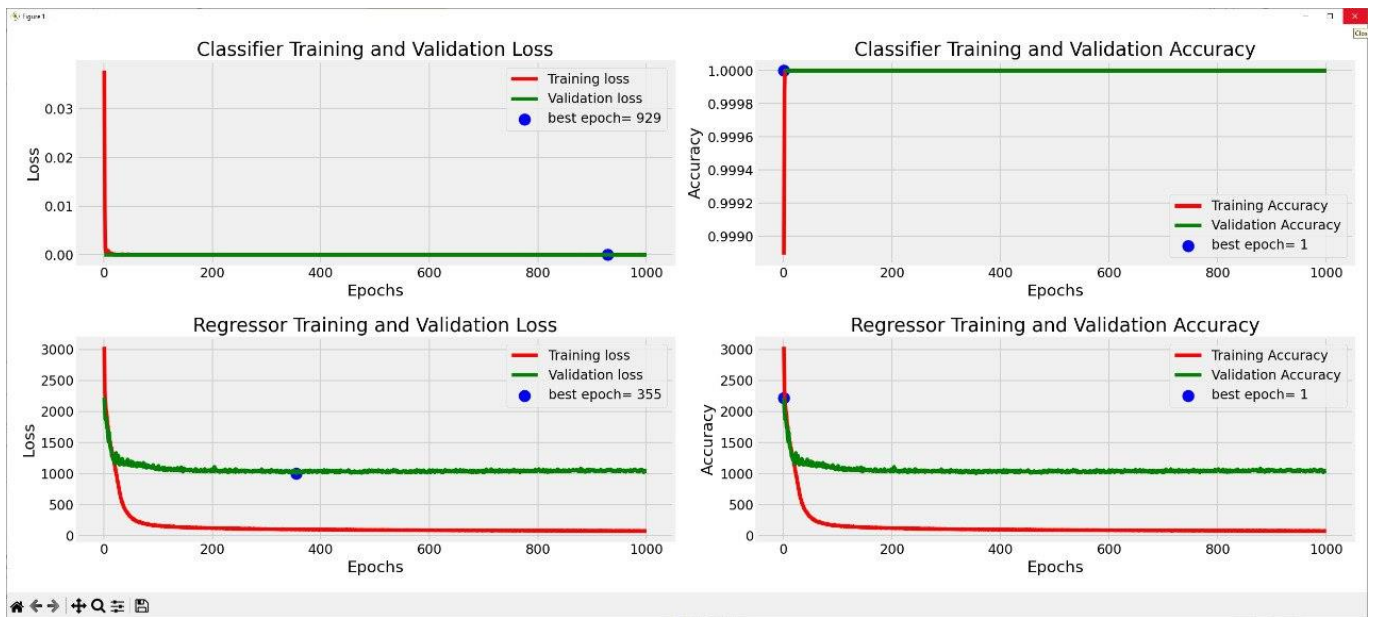 Figure 1
Clos
Classifier Training and Validation Loss
Training loss
Validation loss
best epoch= 929
0.03
0.02
0.01
0.00
Loss
0 200 400 600 800 1000
Epochs
Classifier Training and Validation Accuracy
1.0000
0.9998
0.9996
0.9994
0.9992
0.9990
Accuracy
Training Accuracy
Validation Accuracy
best epoch= 1
0 200 400 600 800 1000
Epochs
Regressor Training and Validation Loss
3000
2500
2000
1500
1000
500
0
Loss
Training loss
Validation loss
best epoch= 355
0 200 400 600 800 1000
Epochs
Regressor Training and Validation Accuracy
3000
2500
2000
1500
1000
500
0
Accuracy
Training Accuracy
Validation Accuracy
best epoch= 1
0 200 400 600 800 1000
Epochs